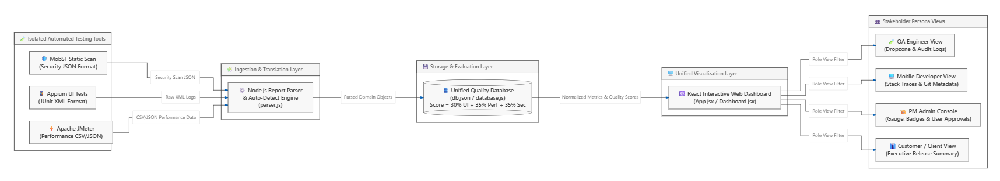 Isolated Automated Testing Tools
MobSF Static Scan
(Security JSON Format)
Appium UI Tests
(JUnit XML Format)
Apache JMeter
(Performance CSV/JSON)
Security Scan JSON
Raw XML Logs
CSV/JSON Performance Data
Ingestion & Translation Layer
Node.js Report Parser
& Auto-Detect Engine
(parser.js)
Parsed Domain Objects
Storage & Evaluation Layer
Unified Quality Database
(db.json / database.js)
Score = 30% UI + 35% Perf + 35% Sec
Normalized Metrics & Quality Scores
Unified Visualization Layer
React Interactive Web Dashboard
(App.jsx / Dashboard.jsx)
Role View Filter
Role View Filter
Role View Filter
Role View Filter
Stakeholder Persona Views
QA Engineer View
(Dropzone & Audit Logs)
Mobile Developer View
(Stack Traces & Git Metadata)
PM Admin Console
(Gauge, Badges & User Approvals)
Customer / Client View
(Executive Release Summary)